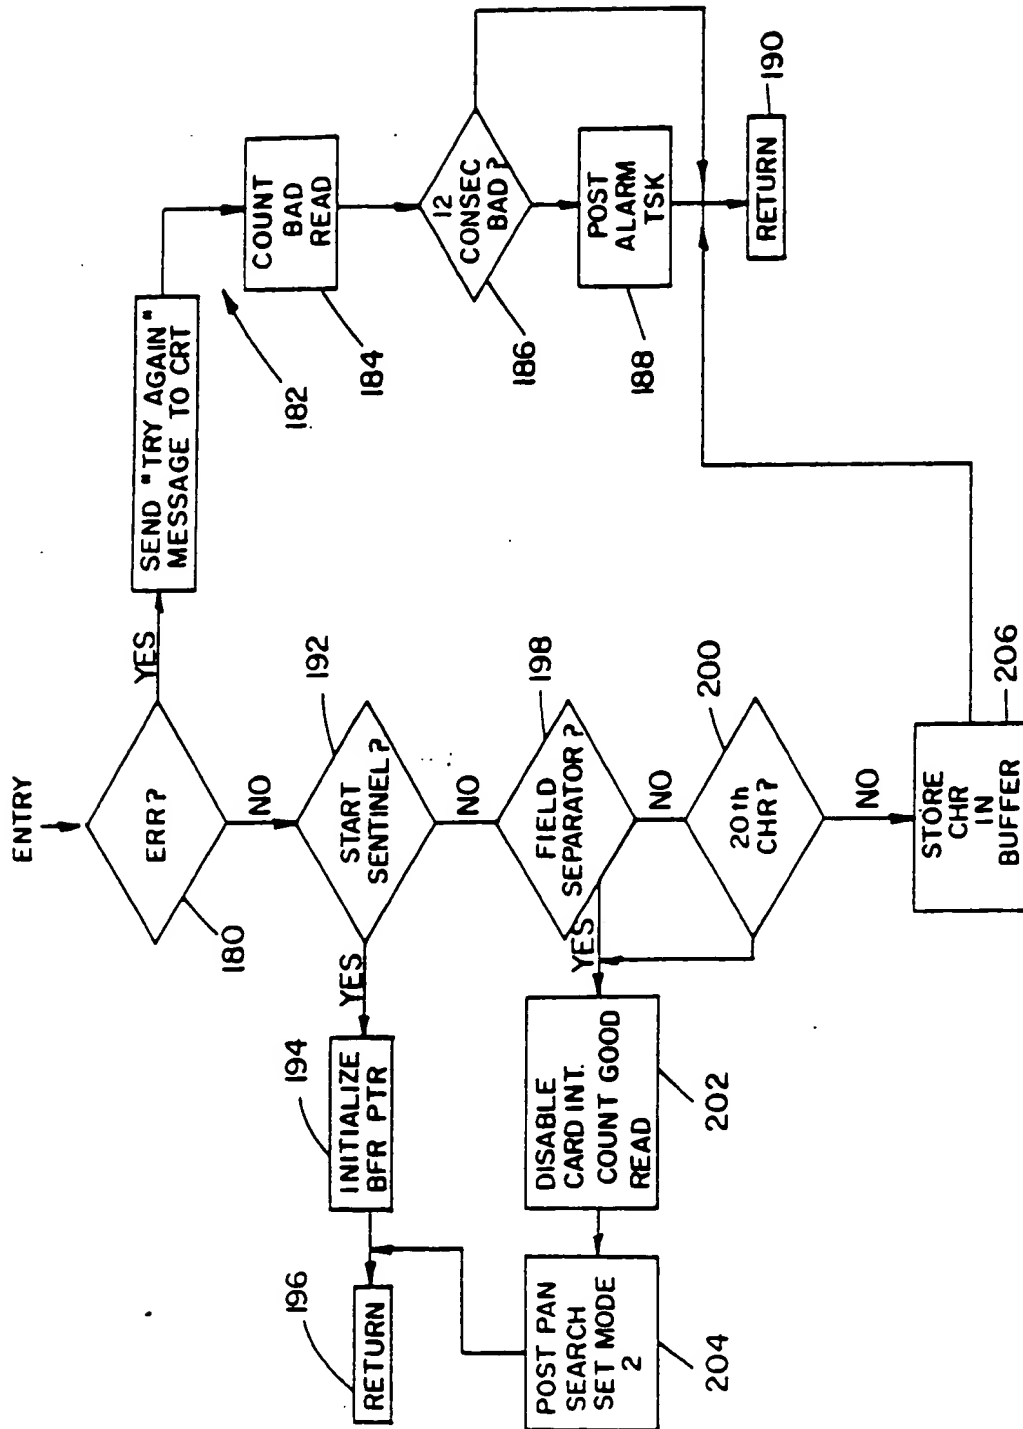 ENTRY
ERR?
180
YES
SEND "TRY AGAIN"
MESSAGE TO CRT
182
COUNT
BAD
READ
184
12
CONSEC
BAD?
186
POST
ALARM
TSK
188
RETURN
190
NO
START
SENTINEL?
192
YES
INITIALIZE
BFR PTR
194
RETURN
196
NO
FIELD
SEPARATOR?
198
YES
DISABLE
CARD INT.
COUNT GOOD
READ
202
POST PAN
SEARCH
SET MODE
2
204
NO
20th
CHR?
200
NO
STORE
CHR
IN
BUFFER
206